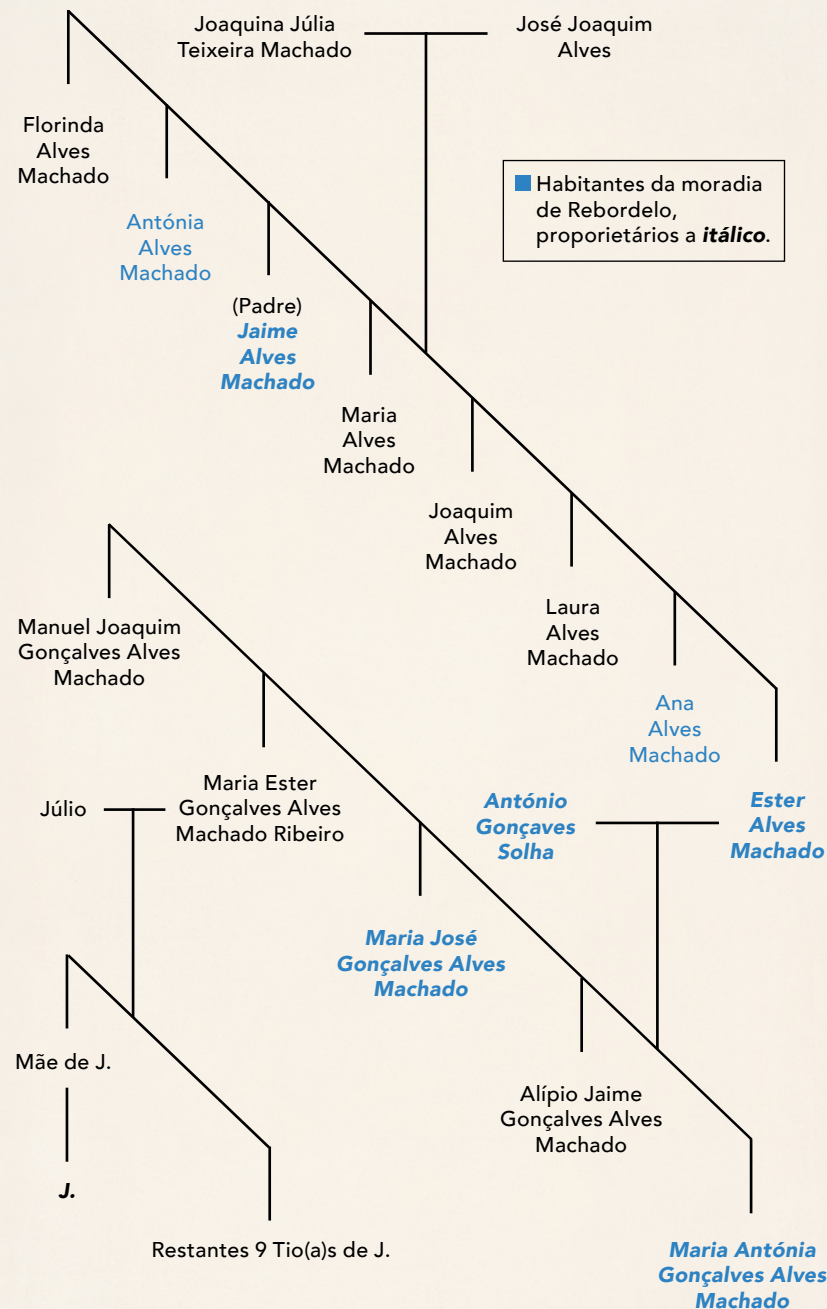 Joaquina Júlia
Teixeira Machado
José Joaquim
Alves
Florinda
Alves
Machado
Habitantes da moradia
de Rebordelo,
proporietários a itálico.
Antónia
Alves
Machado
(Padre)
Jaime
Alves
Machado
Maria
Alves
Machado
Joaquim
Alves
Machado
Laura
Alves
Machado
Ana
Alves
Machado
Manuel Joaquim
Gonçalves Alves
Machado
Júlio
Maria Ester
Gonçalves Alves
Machado Ribeiro
António
Gonçaves
Solha
Ester
Alves
Machado
Maria José
Gonçalves Alves
Machado
Mãe de J.
Alípio Jaime
Gonçalves Alves
Machado
J.
Restantes 9 Tio(a)s de J.
Maria Antónia
Gonçalves Alves
Machado